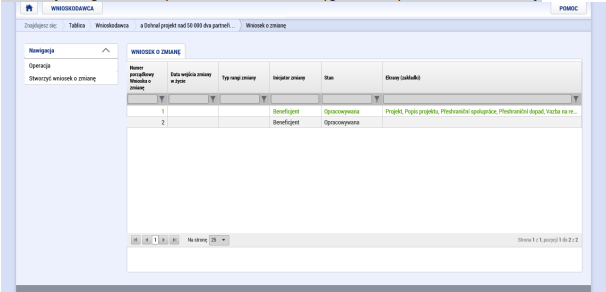 WNIOSKODAWCA
POMOC
Znajdujesz się: Tablica Wnioskodawca a Dohnal projekt nad 50 000 dva partneři... Wniosek o zmianę
Nawigacja
Operacja
Stworzyć wniosek o zmianę
WNIOSEK O ZMIANĘ
Numer porządkowy Wniosku o zmianę
Data wejścia zmiany w życie
Typ rangi zmiany
Inicjator zmiany
Stan
Ekrany (zakładki)
1 Beneficjent Opracowywana Projekt, Popis projektu, Přeshraniční spolupráce, Přeshraniční dopad, Vazba na re...
2 Beneficjent Opracowywana
1 Na stronę 25 Strona 1 z 1, pozycji 1 do 2 z 2